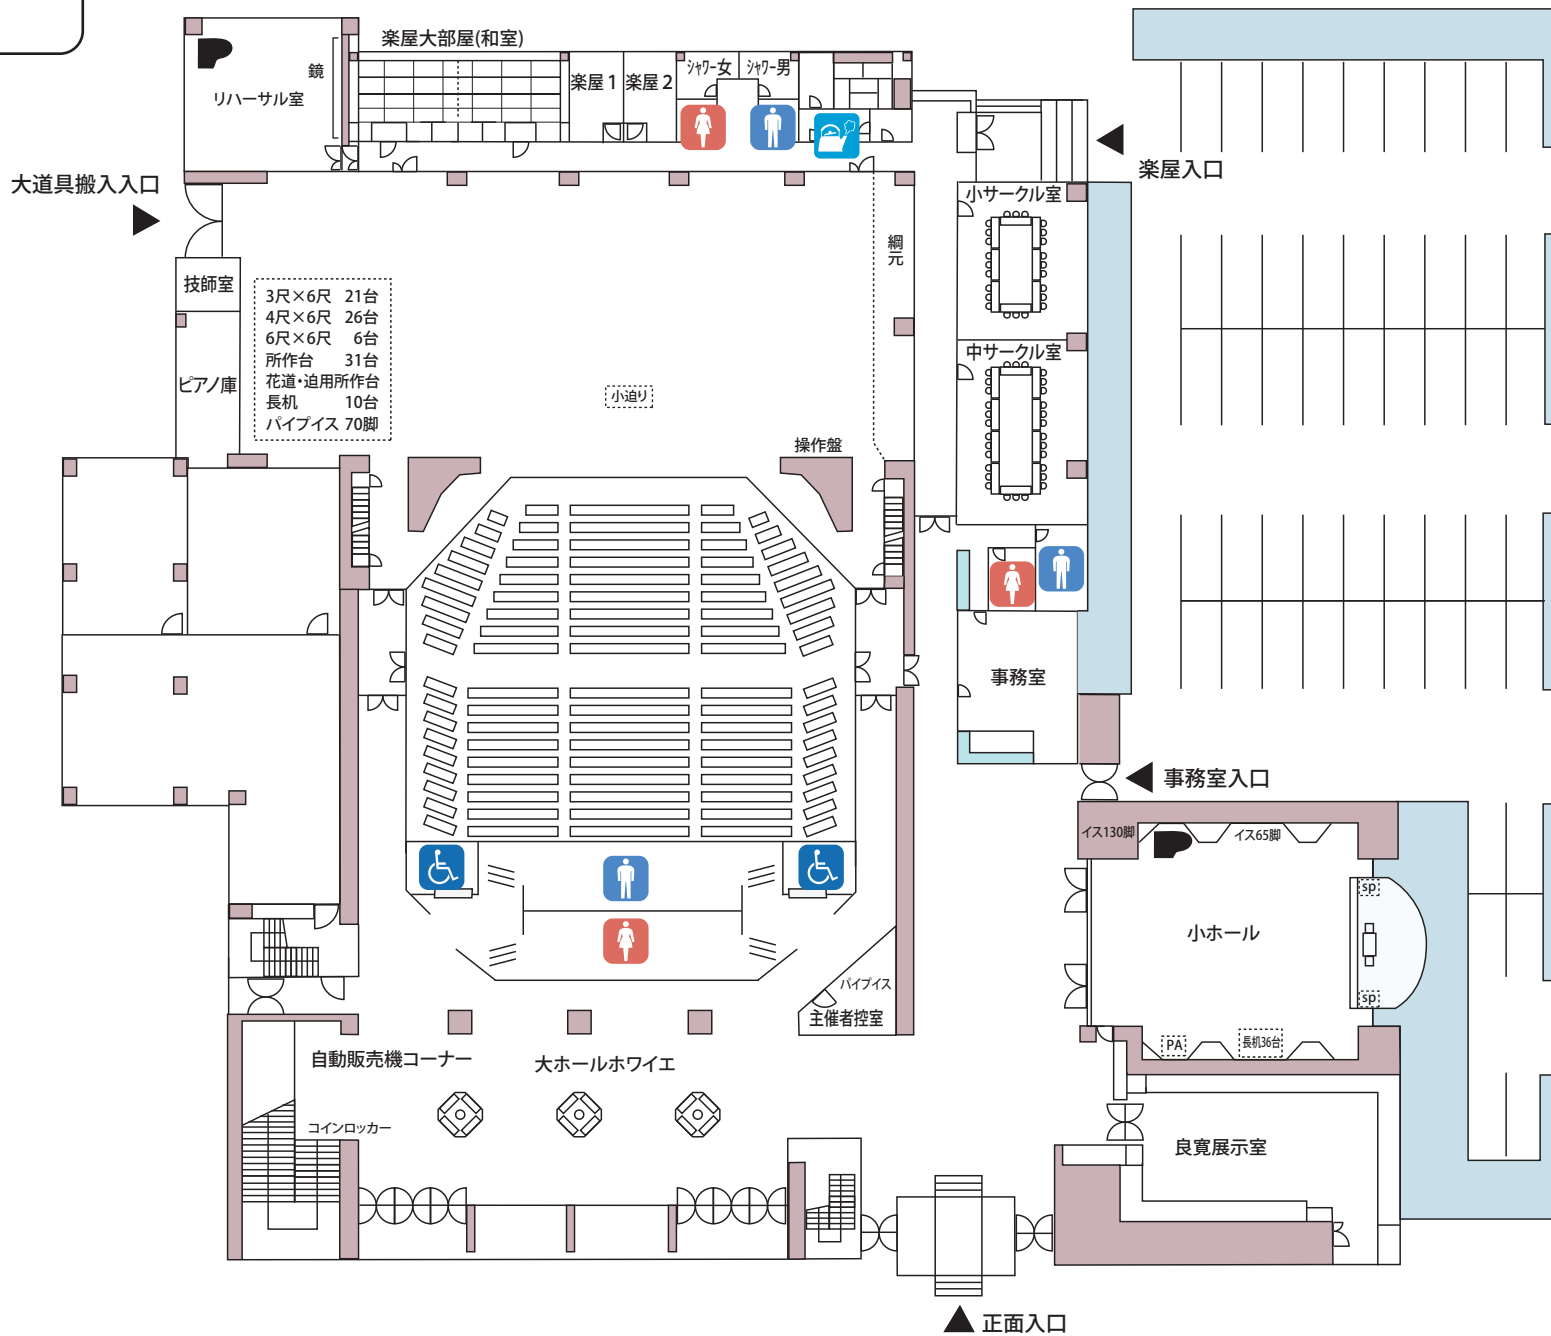 楽屋大部屋(和室)
鏡
リハーサル室
楽屋1
楽屋2
シャワー女
シャワー男
楽屋入口
大道具搬入入口
小サークル室
綱元
技師室
3尺×6尺 21台
4尺×6尺 26台
6尺×6尺 6台
所作台 31台
花道・迫用所作台
長机 10台
パイプイス 70脚
ピアノ庫
小迫り
中サークル室
操作盤
事務室
事務室入口
イス130脚
イス65脚
sp
小ホール
sp
パイプイス
主催者控室
PA
長机36台
自動販売機コーナー
大ホールホワイエ
コインロッカー
良寛展示室
正面入口